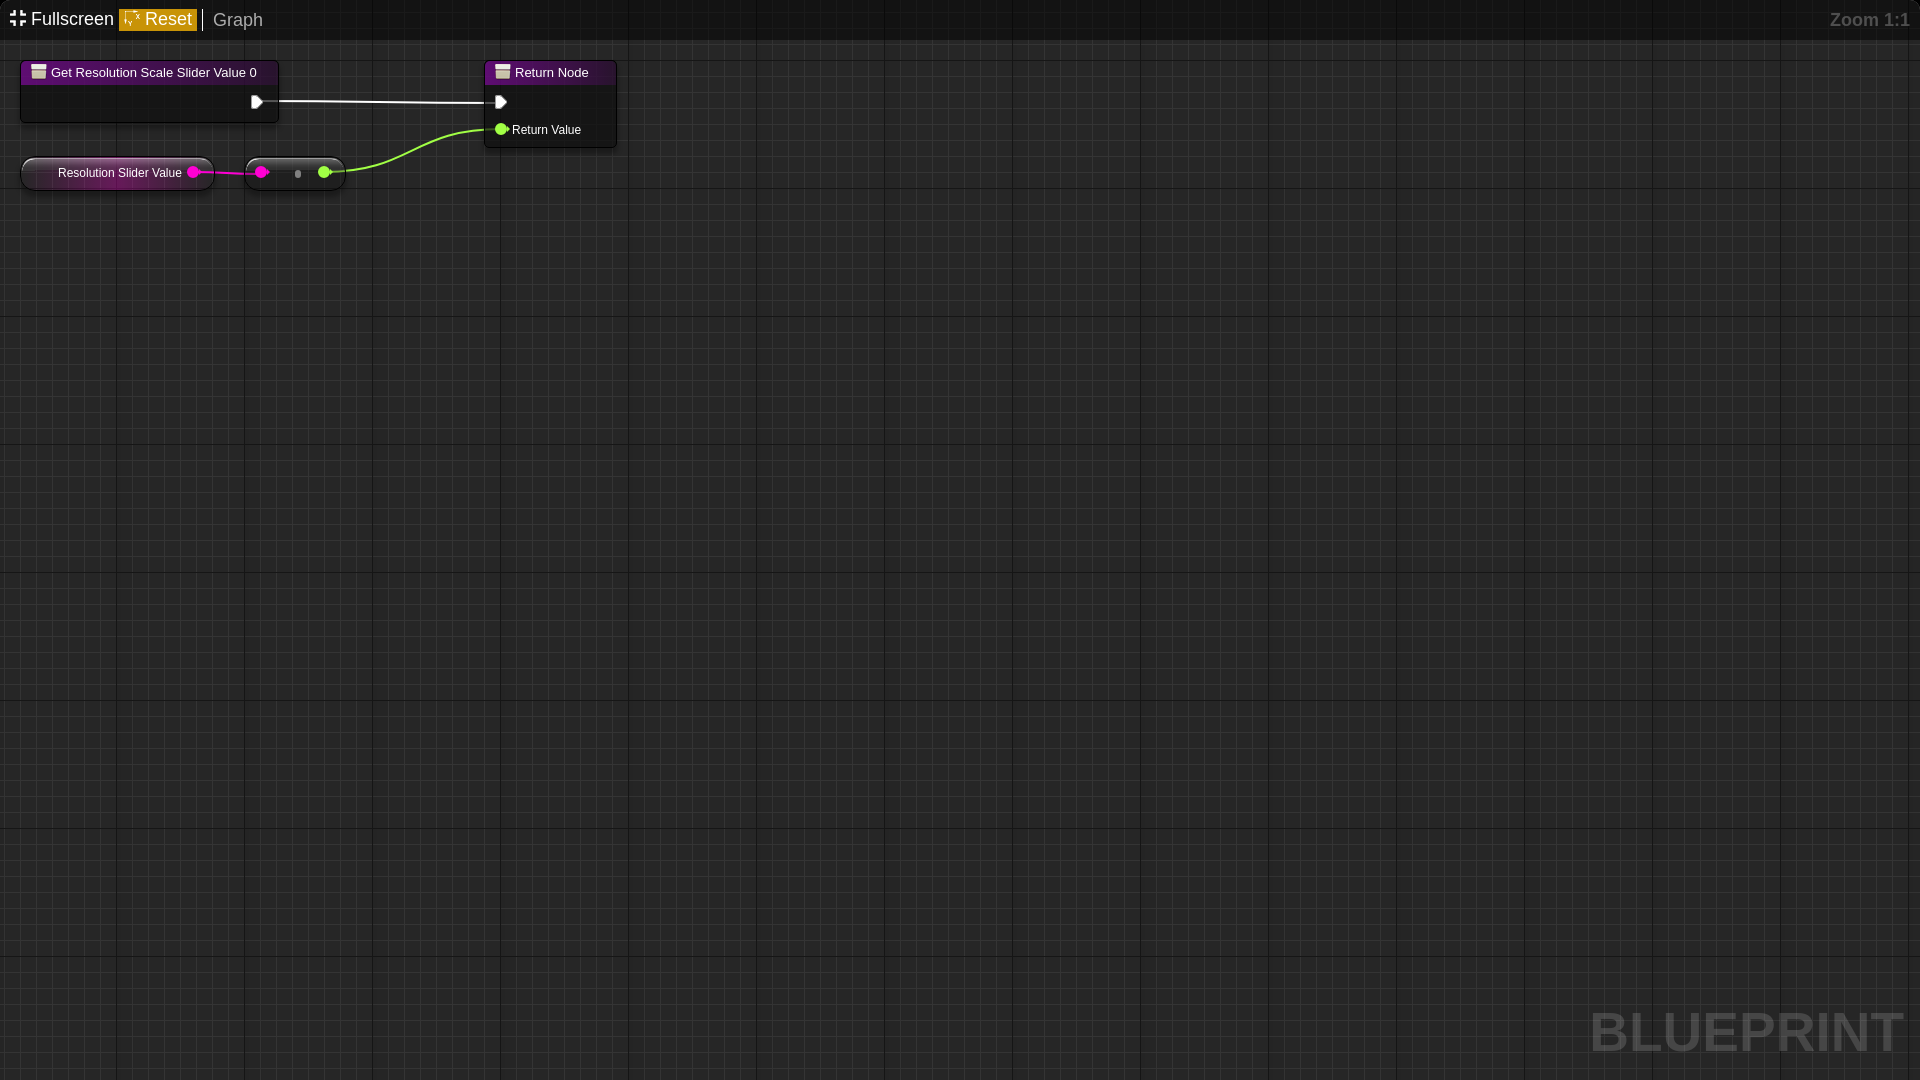 Fullscreen Reset Graph Zoom 1:1
Get Resolution Scale Slider Value 0
Return Node
Return Value
Resolution Slider Value
BLUEPRINT